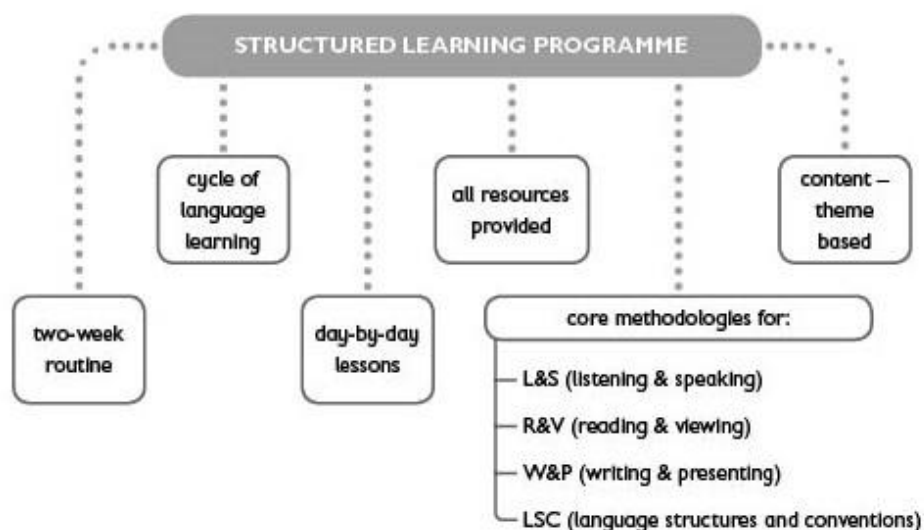 STRUCTURED LEARNING PROGRAMME
cycle of
language
learning
all resources
provided
content –
theme
based
two-week
routine
day-by-day
lessons
core methodologies for:
L&S (listening & speaking)
R&V (reading & viewing)
W&P (writing & presenting)
LSC (language structures and conventions)